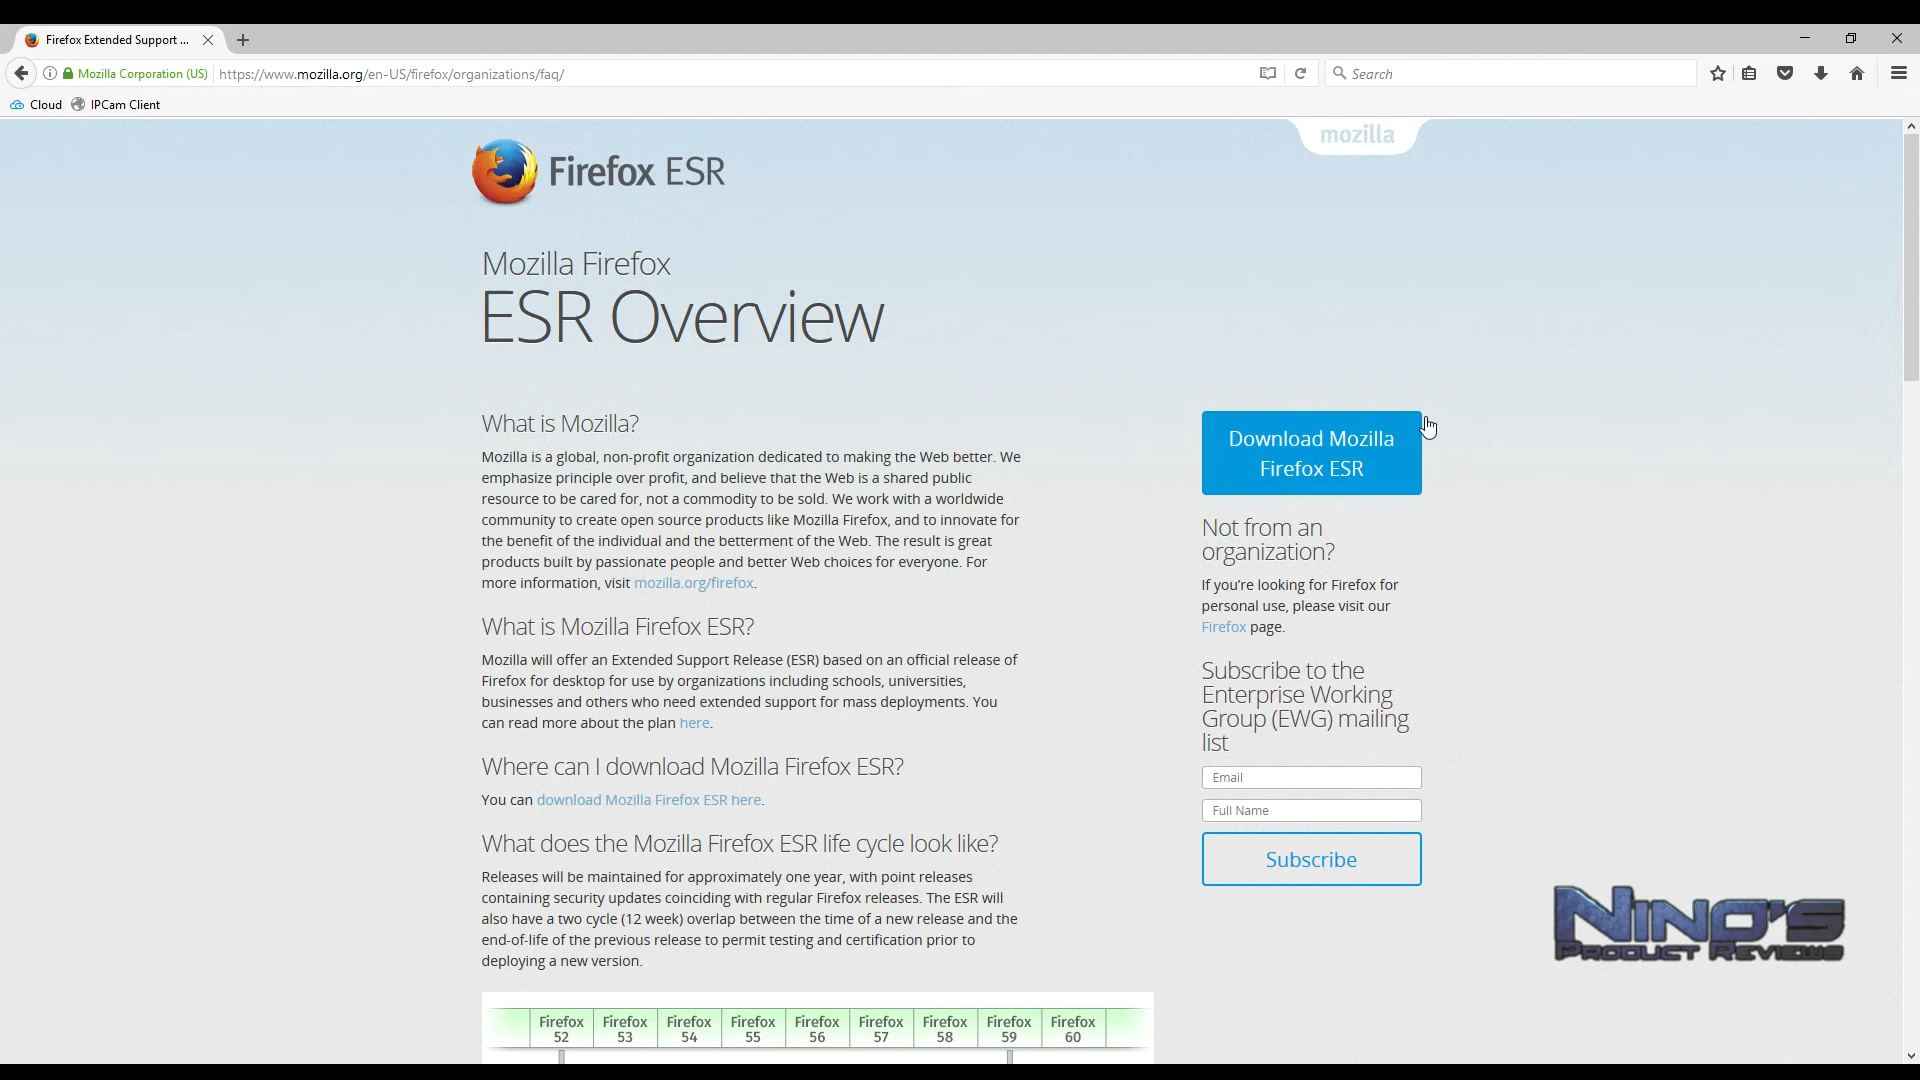 Firefox Extended Support ...
Mozilla Corporation (US)
https://www.mozilla.org/en-US/firefox/organizations/faq/
Search
Cloud
IPCam Client
mozilla
Firefox ESR
Mozilla Firefox
ESR Overview
What is Mozilla?
Mozilla is a global, non-profit organization dedicated to making the Web better. We
emphasize principle over profit, and believe that the Web is a shared public
resource to be cared for, not a commodity to be sold. We work with a worldwide
community to create open source products like Mozilla Firefox, and to innovate for
the benefit of the individual and the betterment of the Web. The result is great
products built by passionate people and better Web choices for everyone. For
more information, visit mozilla.org/firefox.
What is Mozilla Firefox ESR?
Mozilla will offer an Extended Support Release (ESR) based on an official release of
Firefox for desktop for use by organizations including schools, universities,
businesses and others who need extended support for mass deployments. You
can read more about the plan here.
Where can I download Mozilla Firefox ESR?
You can download Mozilla Firefox ESR here.
What does the Mozilla Firefox ESR life cycle look like?
Releases will be maintained for approximately one year, with point releases
containing security updates coinciding with regular Firefox releases. The ESR will
also have a two cycle (12 week) overlap between the time of a new release and the
end-of-life of the previous release to permit testing and certification prior to
deploying a new version.
Firefox 52
Firefox 53
Firefox 54
Firefox 55
Firefox 56
Firefox 57
Firefox 58
Firefox 59
Firefox 60
Download Mozilla
Firefox ESR
Not from an
organization?
If you're looking for Firefox for
personal use, please visit our
Firefox page.
Subscribe to the
Enterprise Working
Group (EWG) mailing
list
Email
Full Name
Subscribe
Nino's
Product Reviews